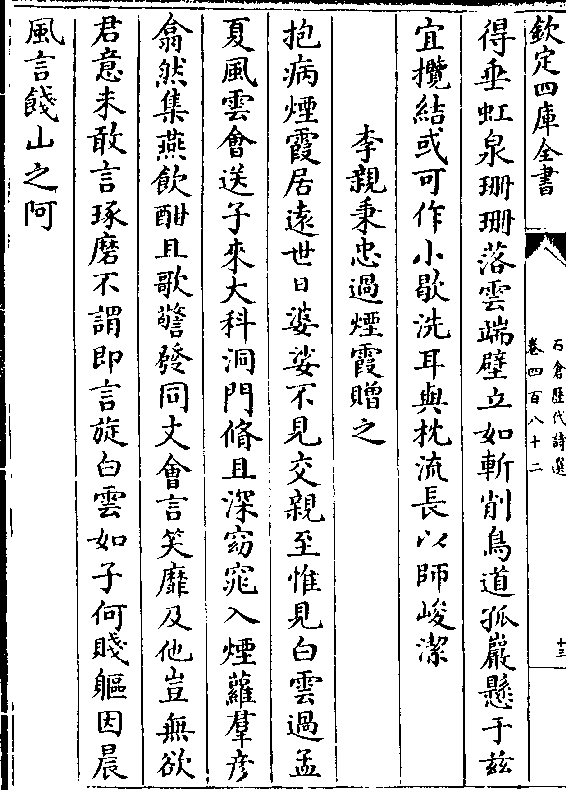 欽定四庫全書
石倉歷代詩選
卷四百八十二
十三
得垂虹泉珊珊落雲端壁立如斬削鳥道孤巖懸于兹
宜攬結或可作小歇洗耳與枕流長以師峻潔
李親秉忠過煙霞贈之
抱病煙霞居遠世日婆娑不見交親至惟見白雲過孟
夏風雲會送子來大科洞門脩且深窈窕入煙蘿羣彦
翕然集燕飲酣且歌警發同丈會言笑靡及他豈無欲
君意未敢言琢磨不謂即言旋白雲如子何賤軀因晨
風言餞山之阿